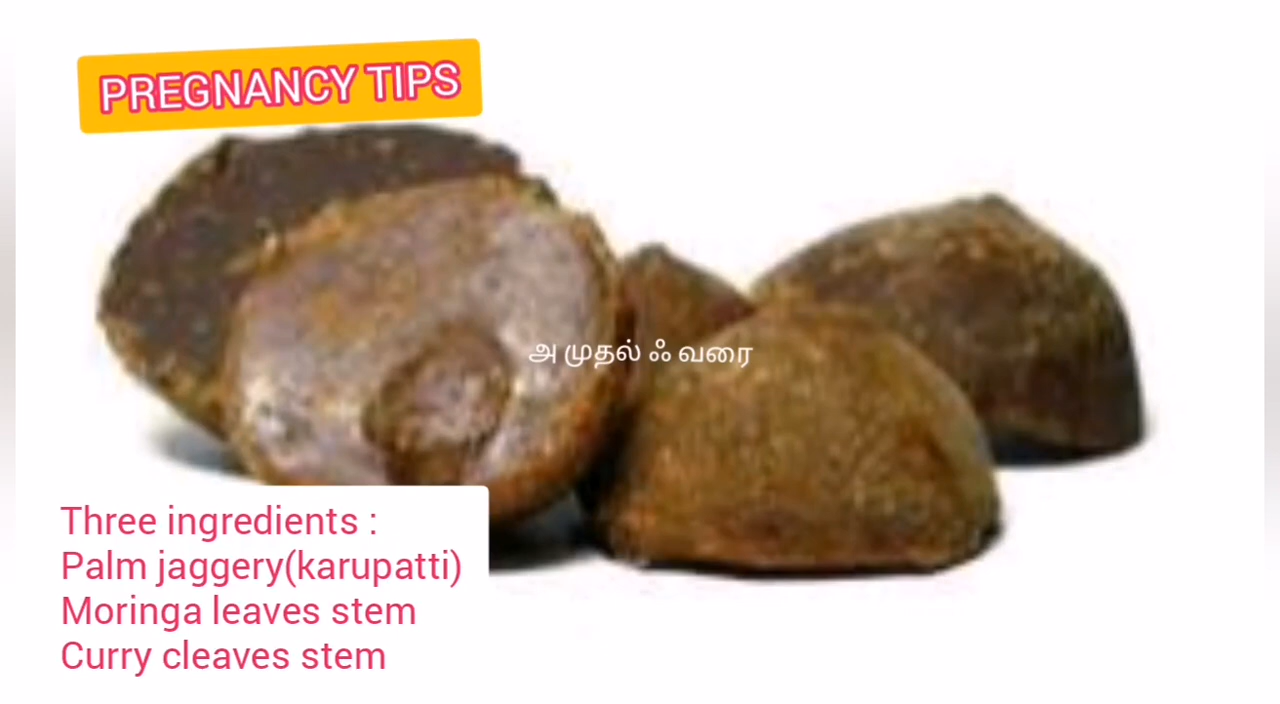 PREGNANCY TIPS
அ முதல் ஃ வரை
Three ingredients :
Palm jaggery(karupatti)
Moringa leaves stem
Curry cleaves stem